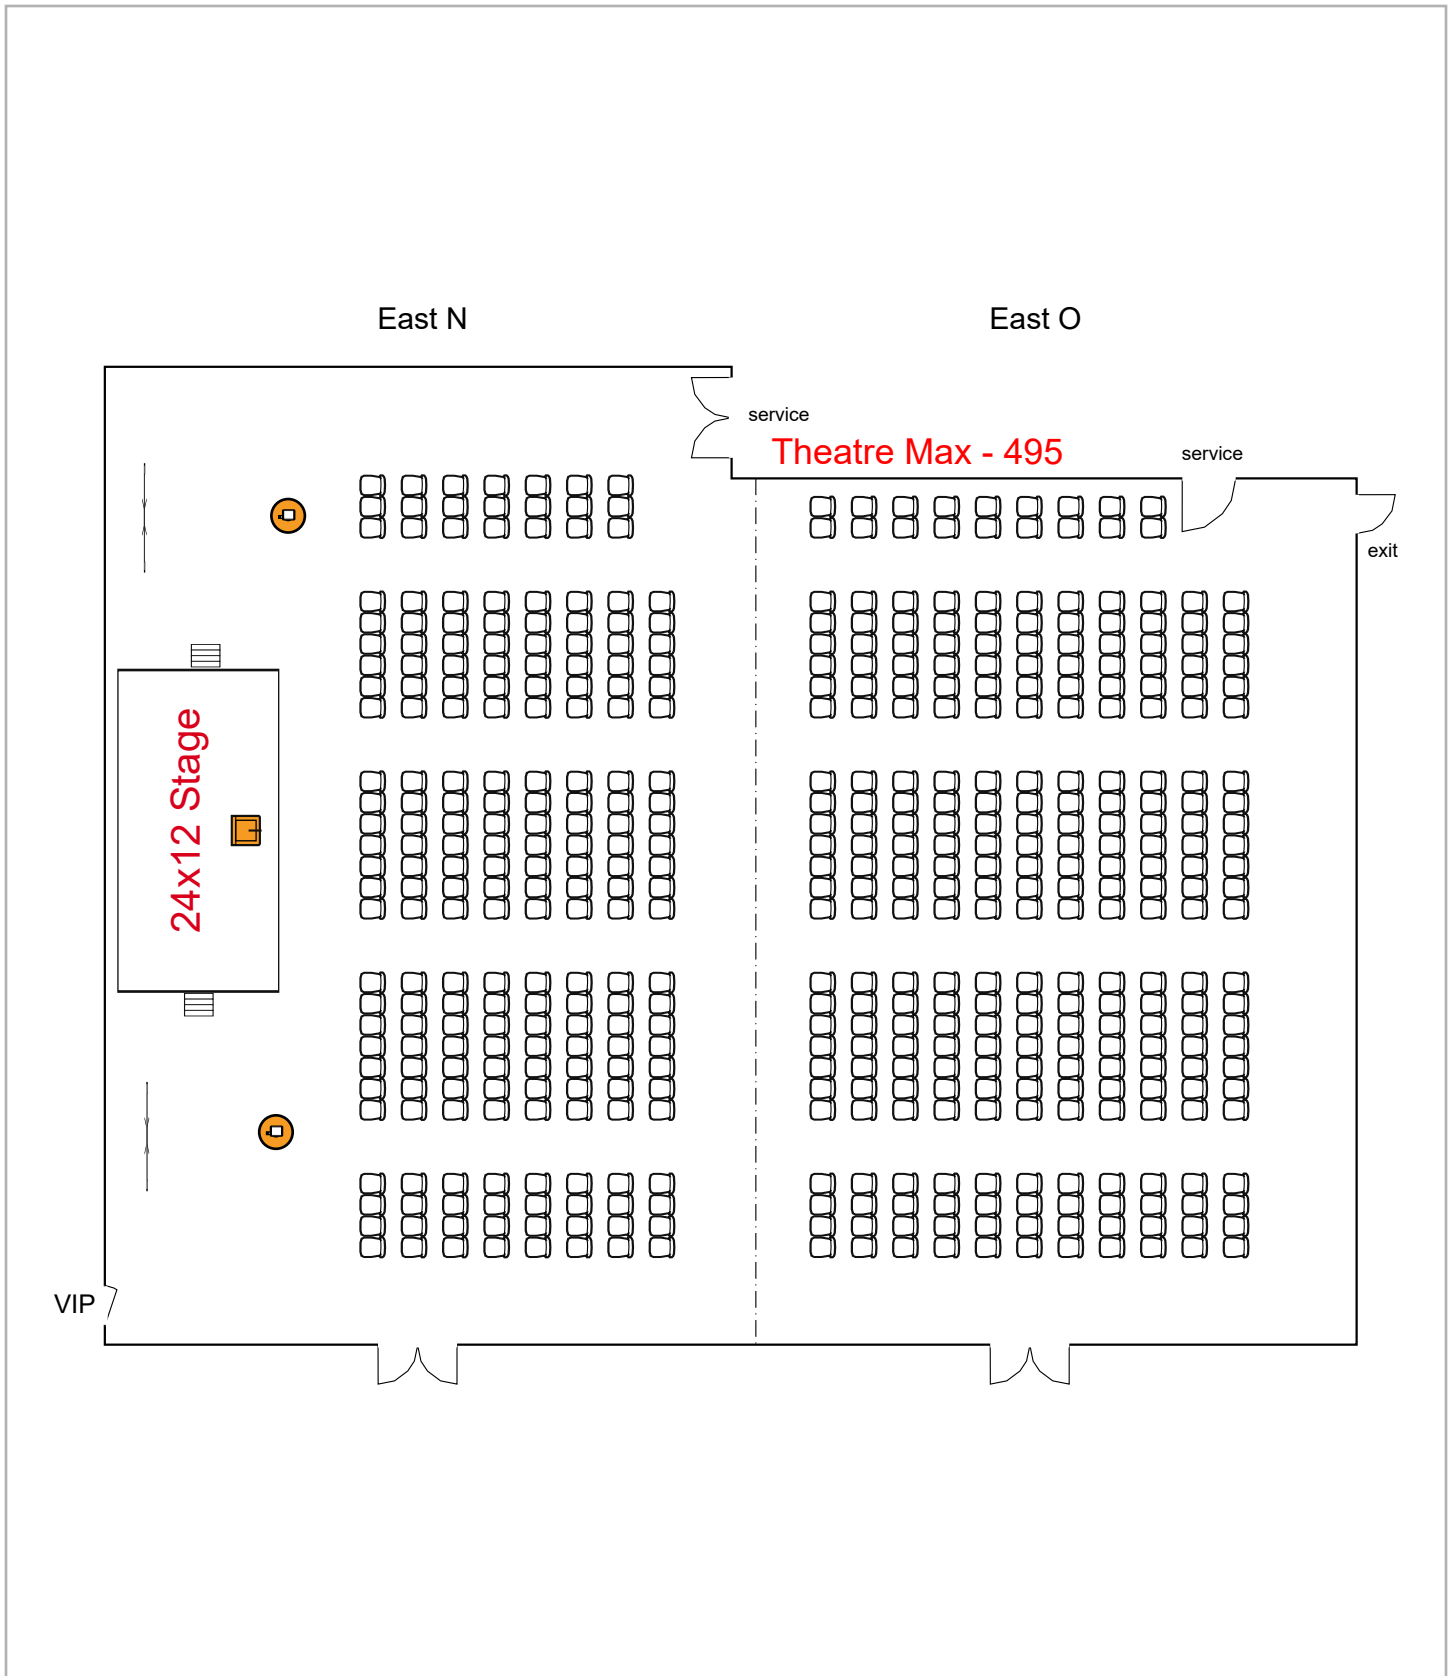 East N
East O
service
Theatre Max - 495
service
exit
24x12 Stage
VIP